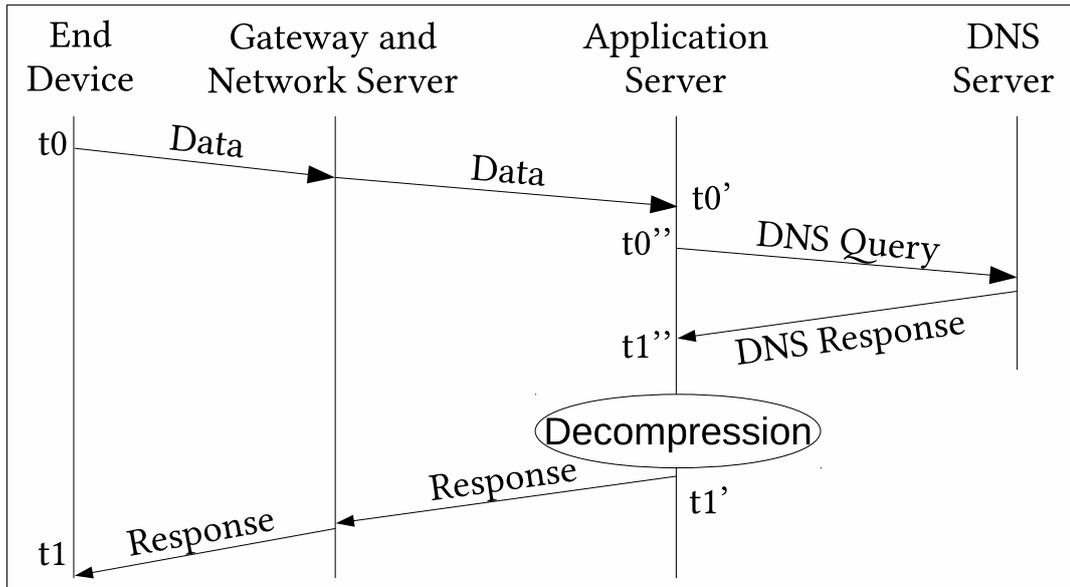 End
Device
Gateway and
Network Server
Application
Server
DNS
Server
t0
Data
Data
t0’
t0’’
DNS Query
t1’’
DNS Response
Decompression
Response
t1’
Response
t1